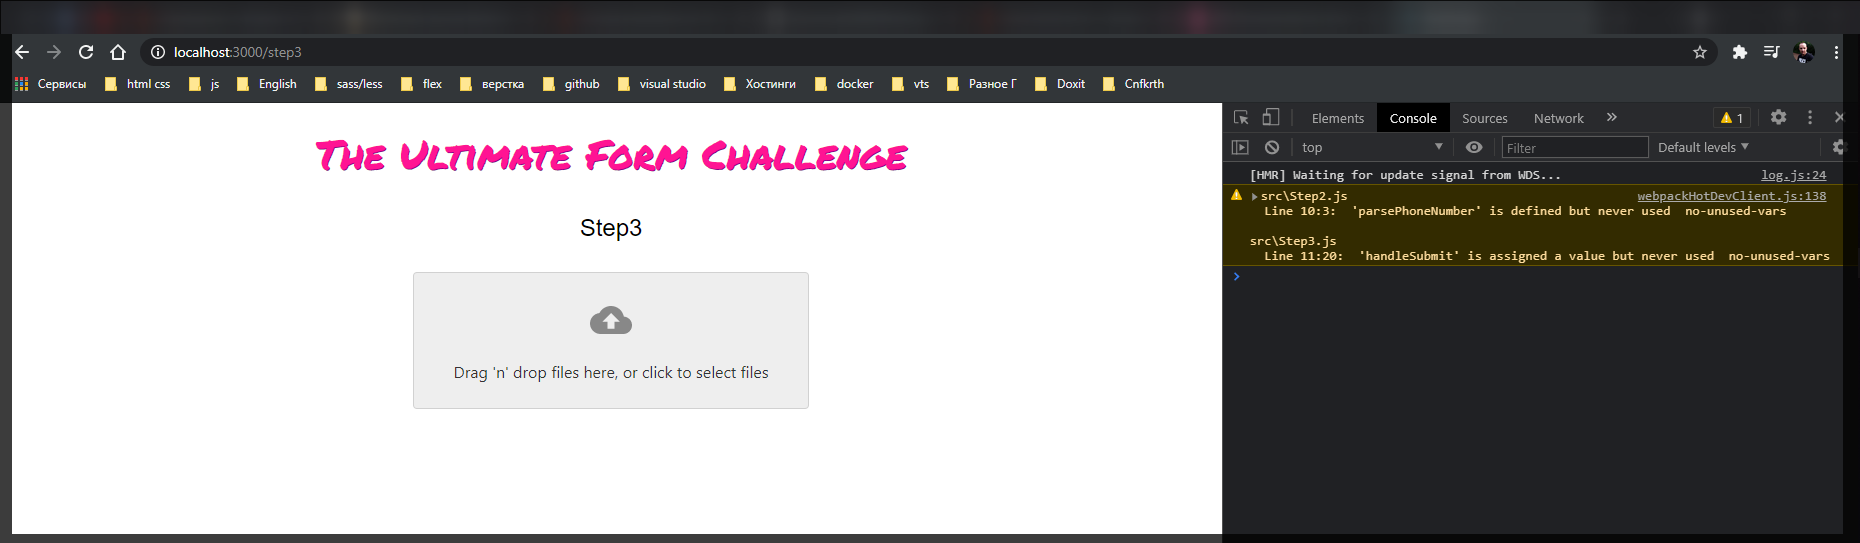 localhost:3000/step3
Сервисы html css js English sass/less flex верстка github visual studio Хостинги docker vts Разное Г Doxit Cnfkrth
The Ultimate Form Challenge
Step3
Drag 'n' drop files here, or click to select files
Elements Console Sources Network 1
top Filter Default levels
[HMR] Waiting for update signal from WDS... log.js:24
src\Step2.js webpackHotDevClient.js:138
Line 10:3: 'parsePhoneNumber' is defined but never used no-unused-vars
src\Step3.js
Line 11:20: 'handleSubmit' is assigned a value but never used no-unused-vars